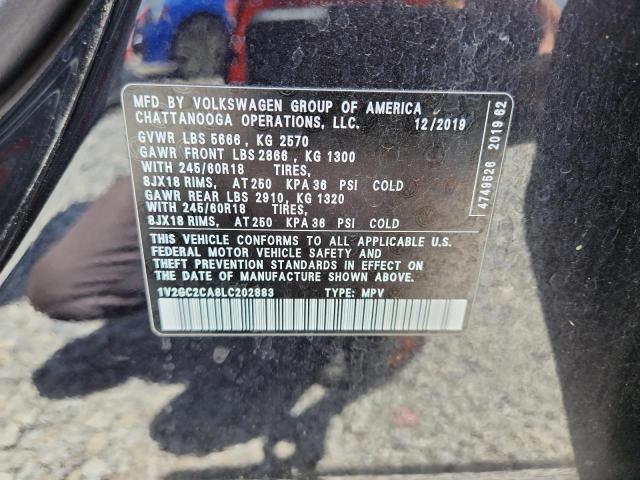 MFD BY VOLKSWAGEN GROUP OF AMERICA
CHATTANOOGA OPERATIONS, LLC. 12/2019
GVWR LBS 5666 , KG 2570
GAWR FRONT LBS 2866 , KG 1300
WITH 245/60R18 TIRES,
8JX18 RIMS, AT 250 KPA 36 PSI COLD
GAWR REAR LBS 2910, KG 1320
WITH 245/60R18 TIRES,
8JX18 RIMS, AT 250 KPA 36 PSI COLD
THIS VEHICLE CONFORMS TO ALL APPLICABLE U.S.
FEDERAL MOTOR VEHICLE SAFETY AND
THEFT PREVENTION STANDARDS IN EFFECT ON
THE DATE OF MANUFACTURE SHOWN ABOVE.
1V2GC2CA8LC202883 TYPE: MPV
4749526 2019 62